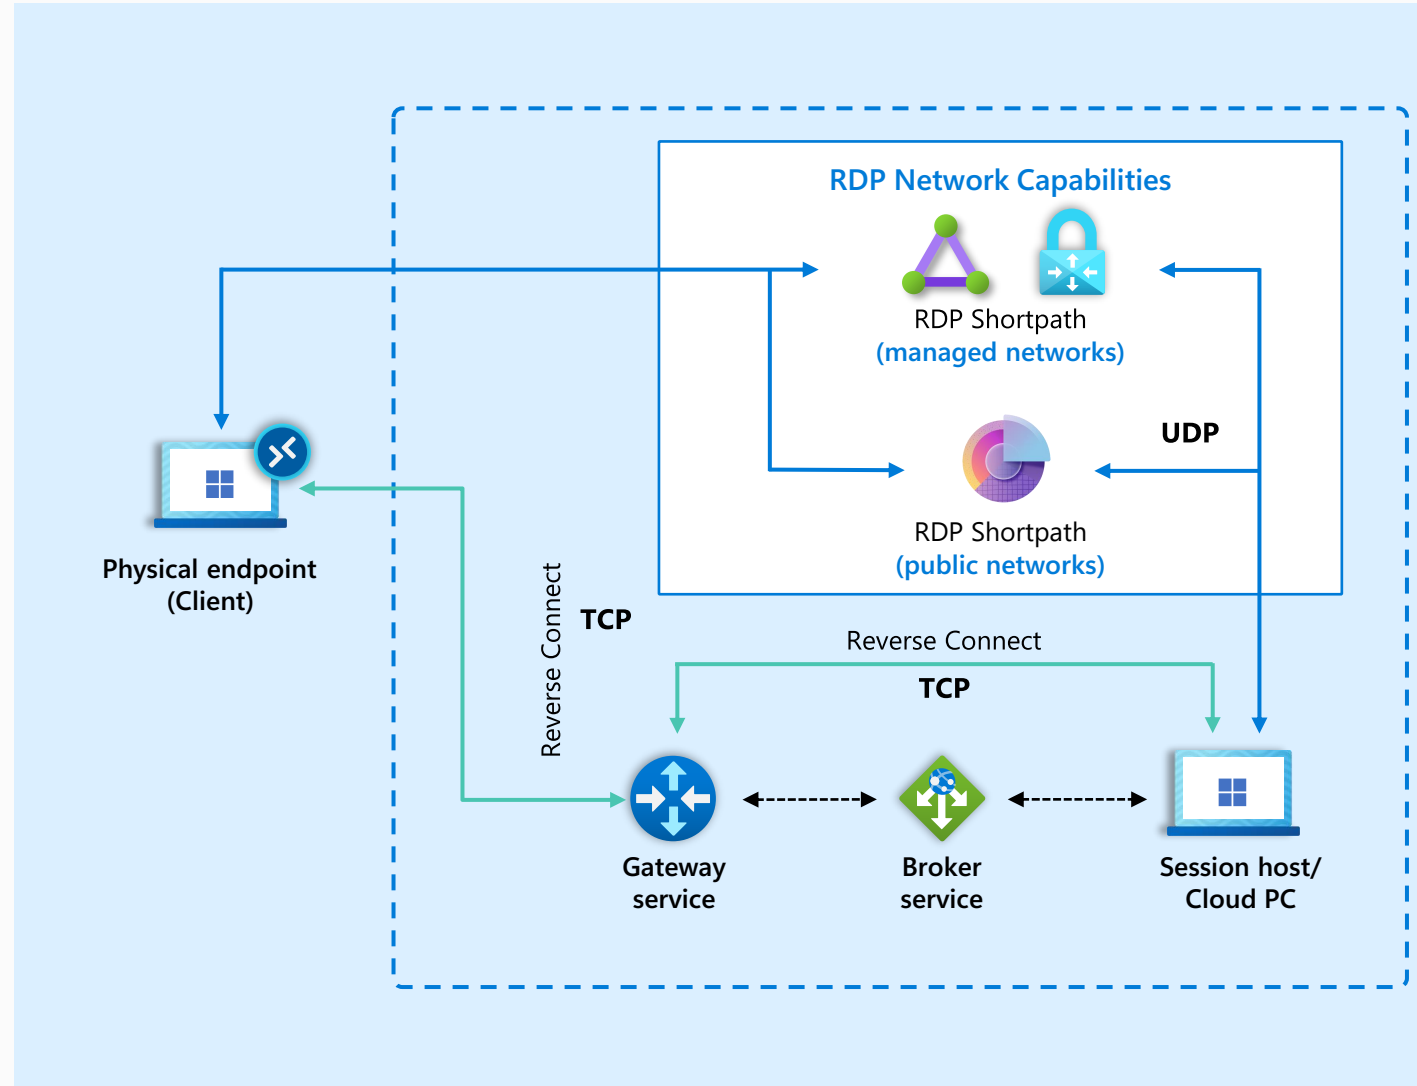 RDP Network Capabilities
RDP Shortpath
(managed networks)
UDP
RDP Shortpath
(public networks)
Physical endpoint
(Client)
Reverse Connect
TCP
Reverse Connect
TCP
Gateway
service
Broker
service
Session host/
Cloud PC